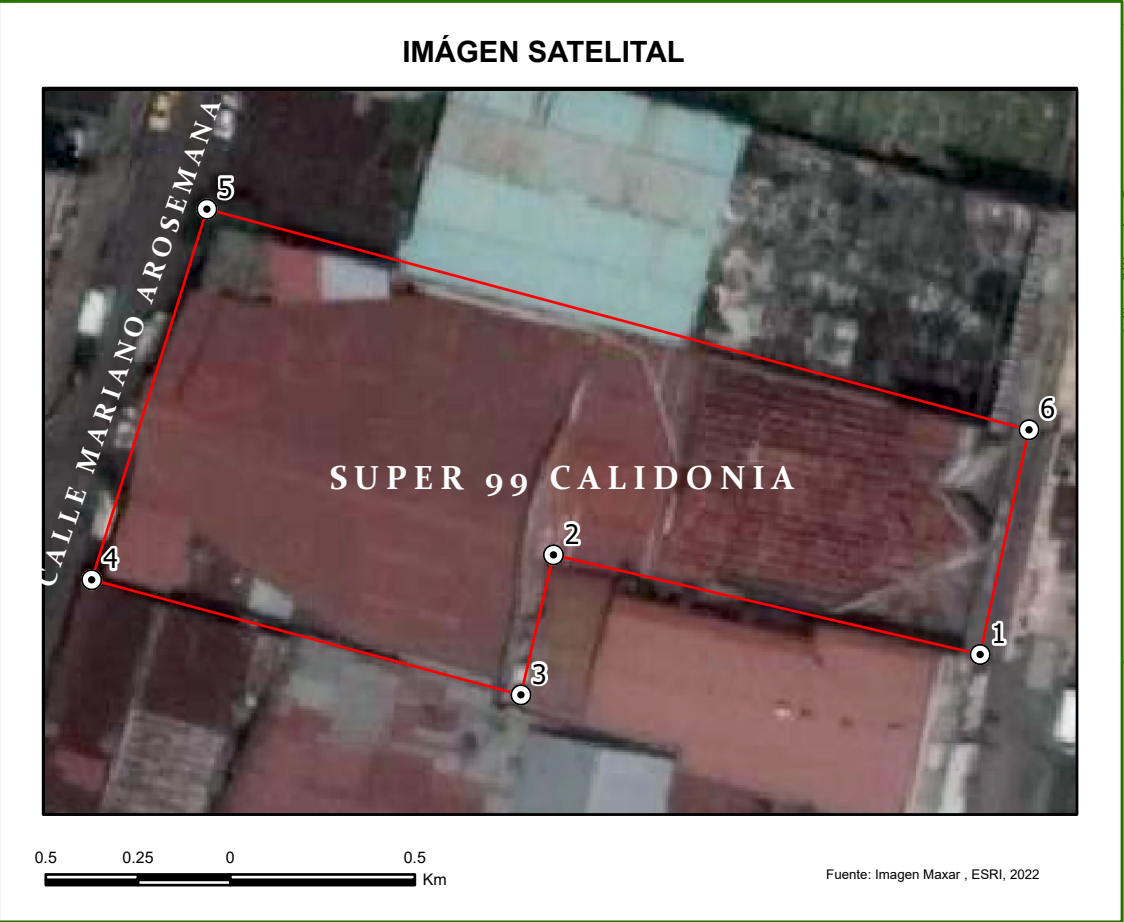 IMÁGEN SATELITAL
CALLE MARIANO AROSEMANA
5
6
SUPER 99 CALIDONIA
2
4
1
3
0.5 0.25 0 0.5
Km
Fuente: Imagen Maxar , ESRI, 2022